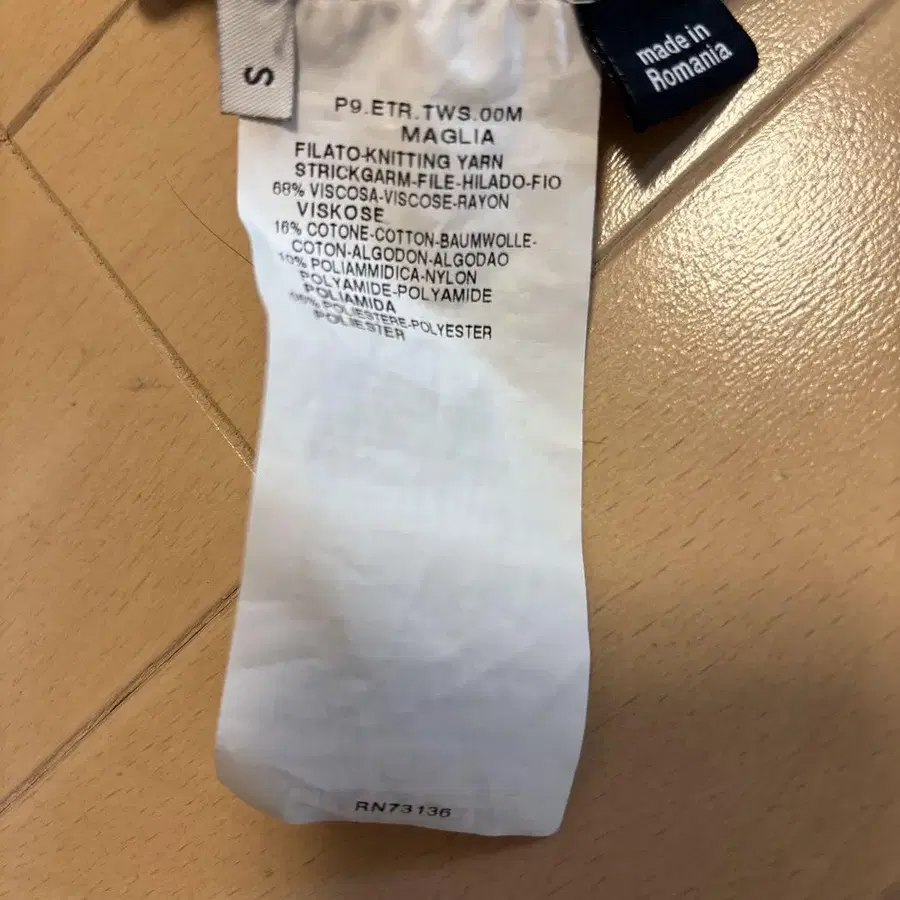 S
made in
Romania
P9.ETR.TWS.00M
MAGLIA
FILATO-KNITTING YARN
STRICKGARM-FILE-HILADO-FIO
68% VISCOSA-VISCOSE-RAYON
VISKOSE
16% COTONE-COTTON-BAUMWOLLE-
COTON-ALGODON-ALGODAO
10% POLIAMMIDICA-NYLON
POLYAMIDE-POLYAMIDE
POLIAMIDA
06% POLIESTERE-POLYESTER
POLIESTER
RN73136